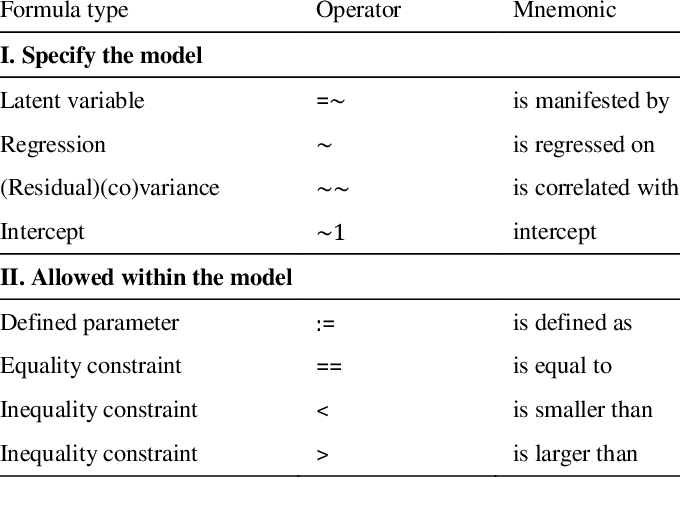 Formula type Operator Mnemonic
I. Specify the model
Latent variable =~ is manifested by
Regression ~ is regressed on
(Residual)(co)variance ~~ is correlated with
Intercept ~1 intercept
II. Allowed within the model
Defined parameter := is defined as
Equality constraint == is equal to
Inequality constraint < is smaller than
Inequality constraint > is larger than